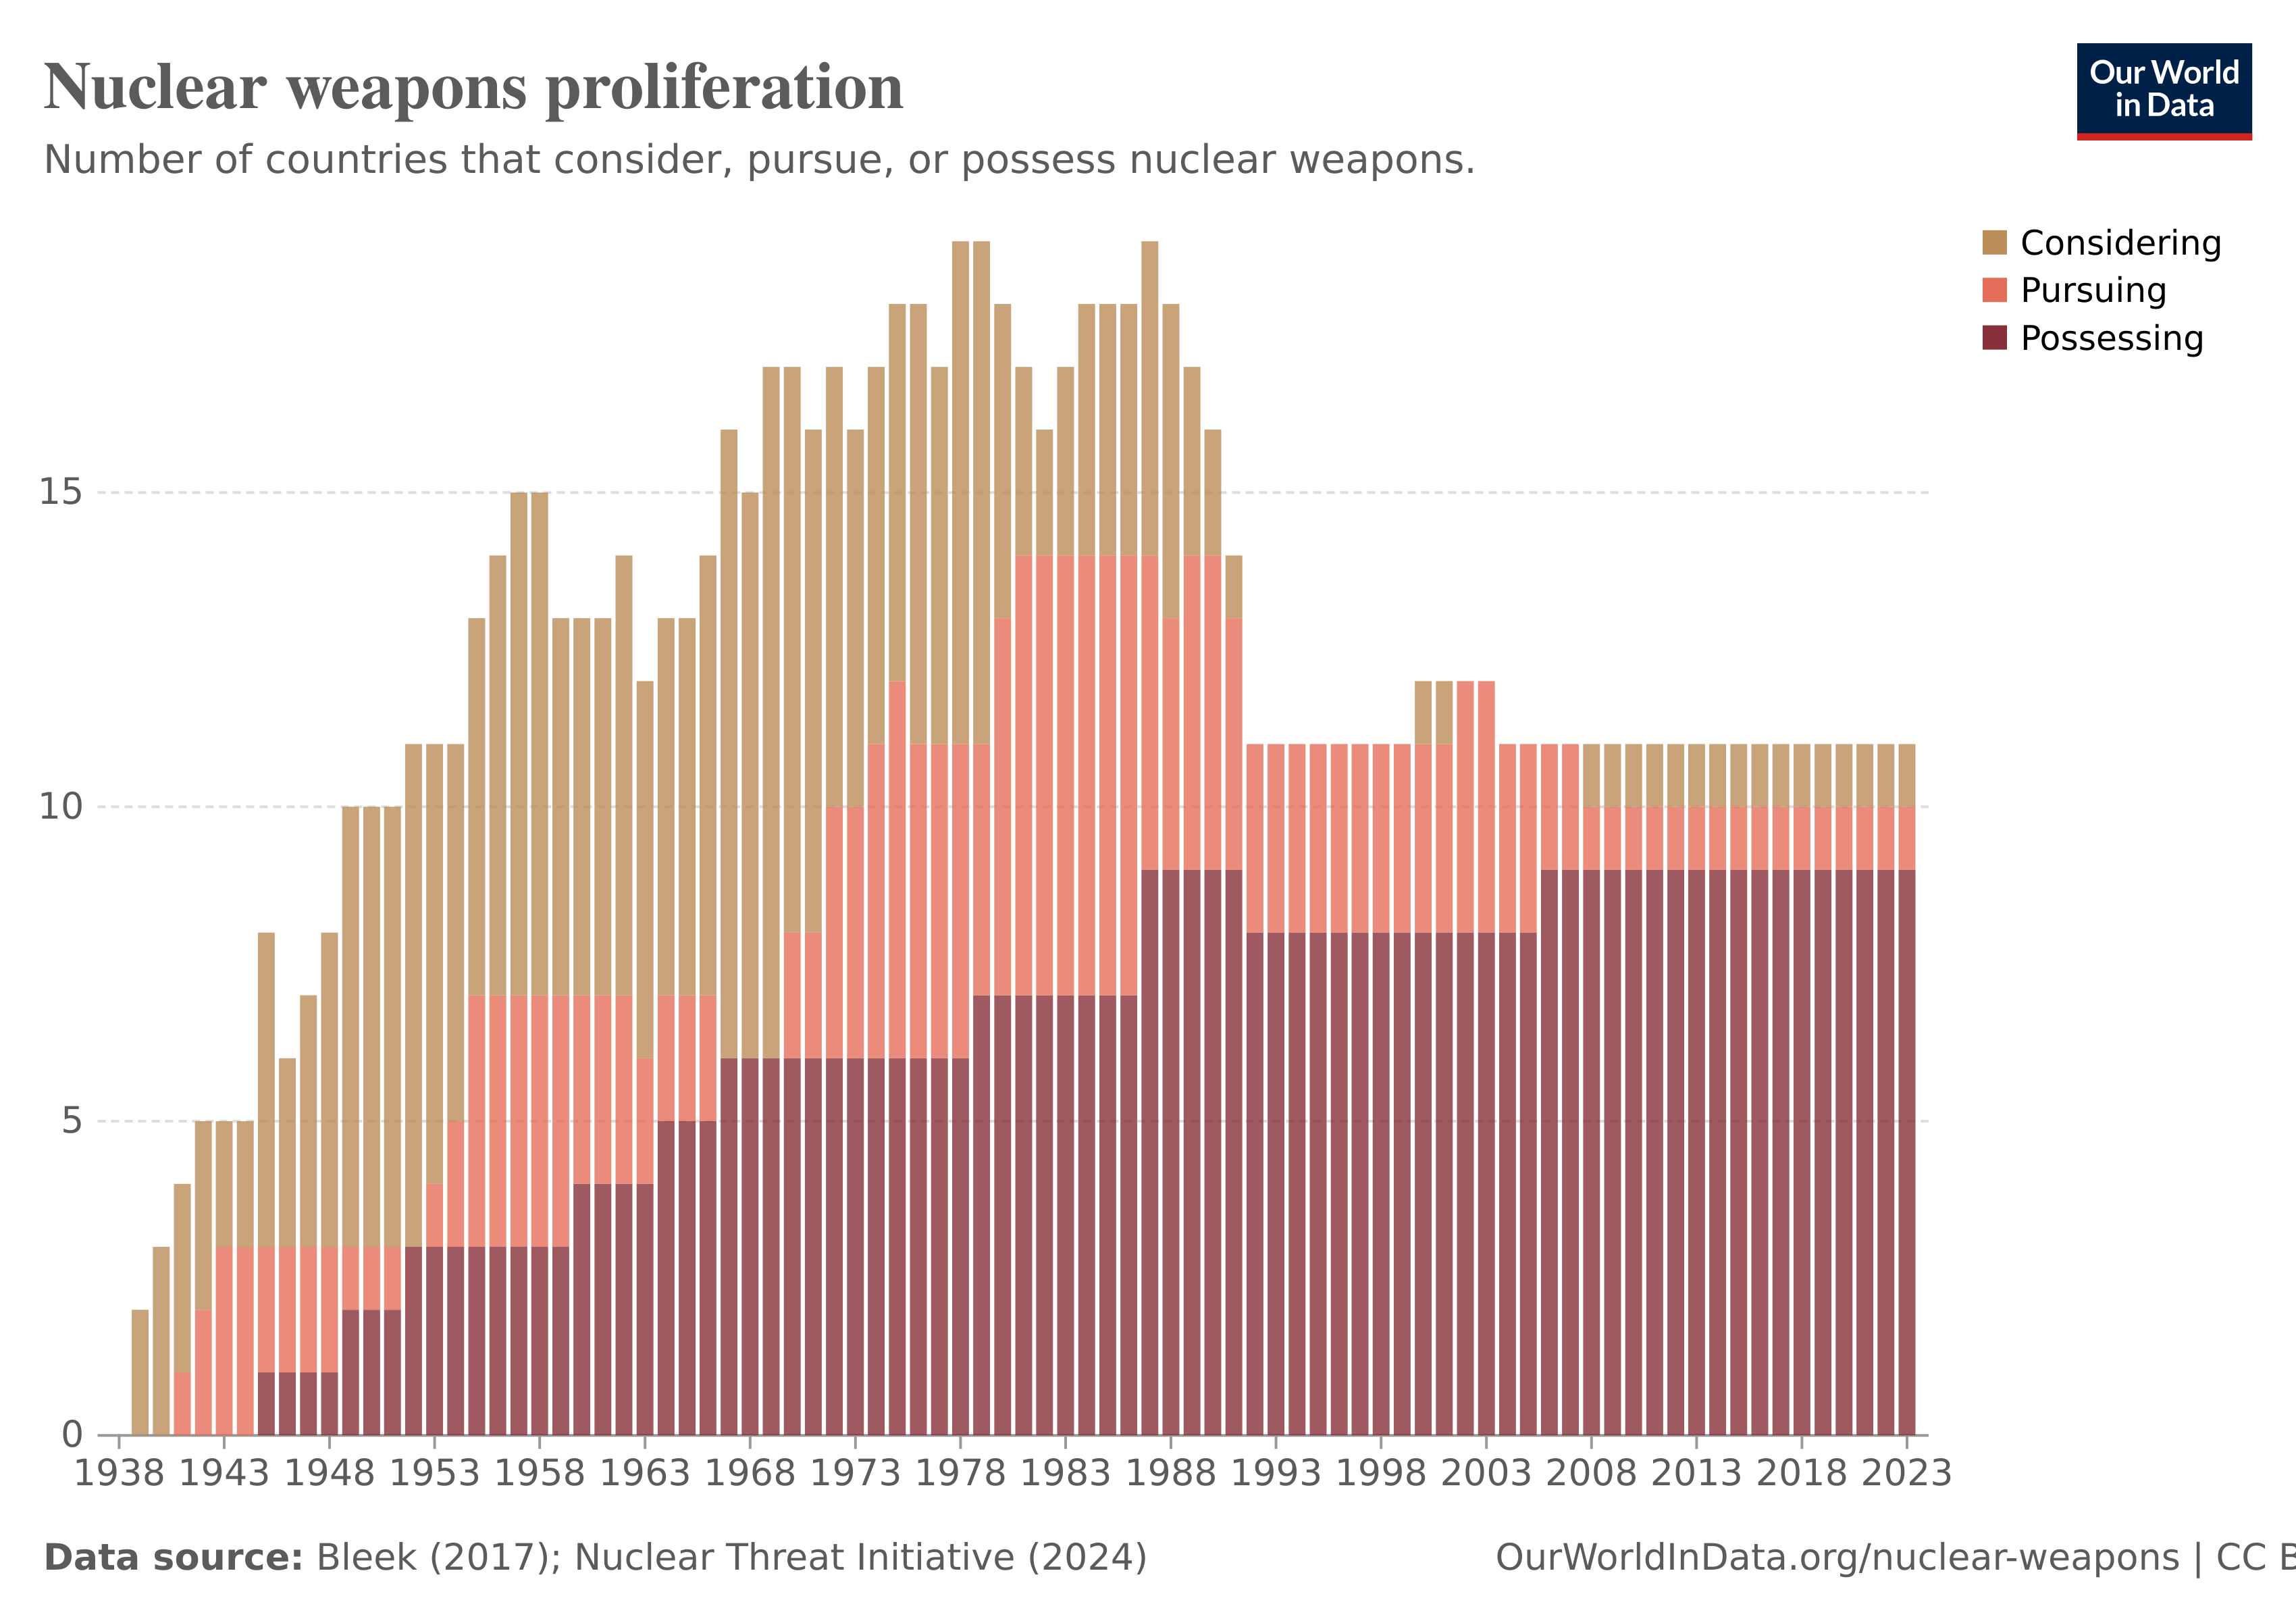 Nuclear weapons proliferation
Number of countries that consider, pursue, or possess nuclear weapons.
Our World
in Data
Considering
Pursuing
Possessing
15
10
5
0
1938 1943 1948 1953 1958 1963 1968 1973 1978 1983 1988 1993 1998 2003 2008 2013 2018 2023
Data source: Bleek (2017); Nuclear Threat Initiative (2024)
OurWorldInData.org/nuclear-weapons | CC B